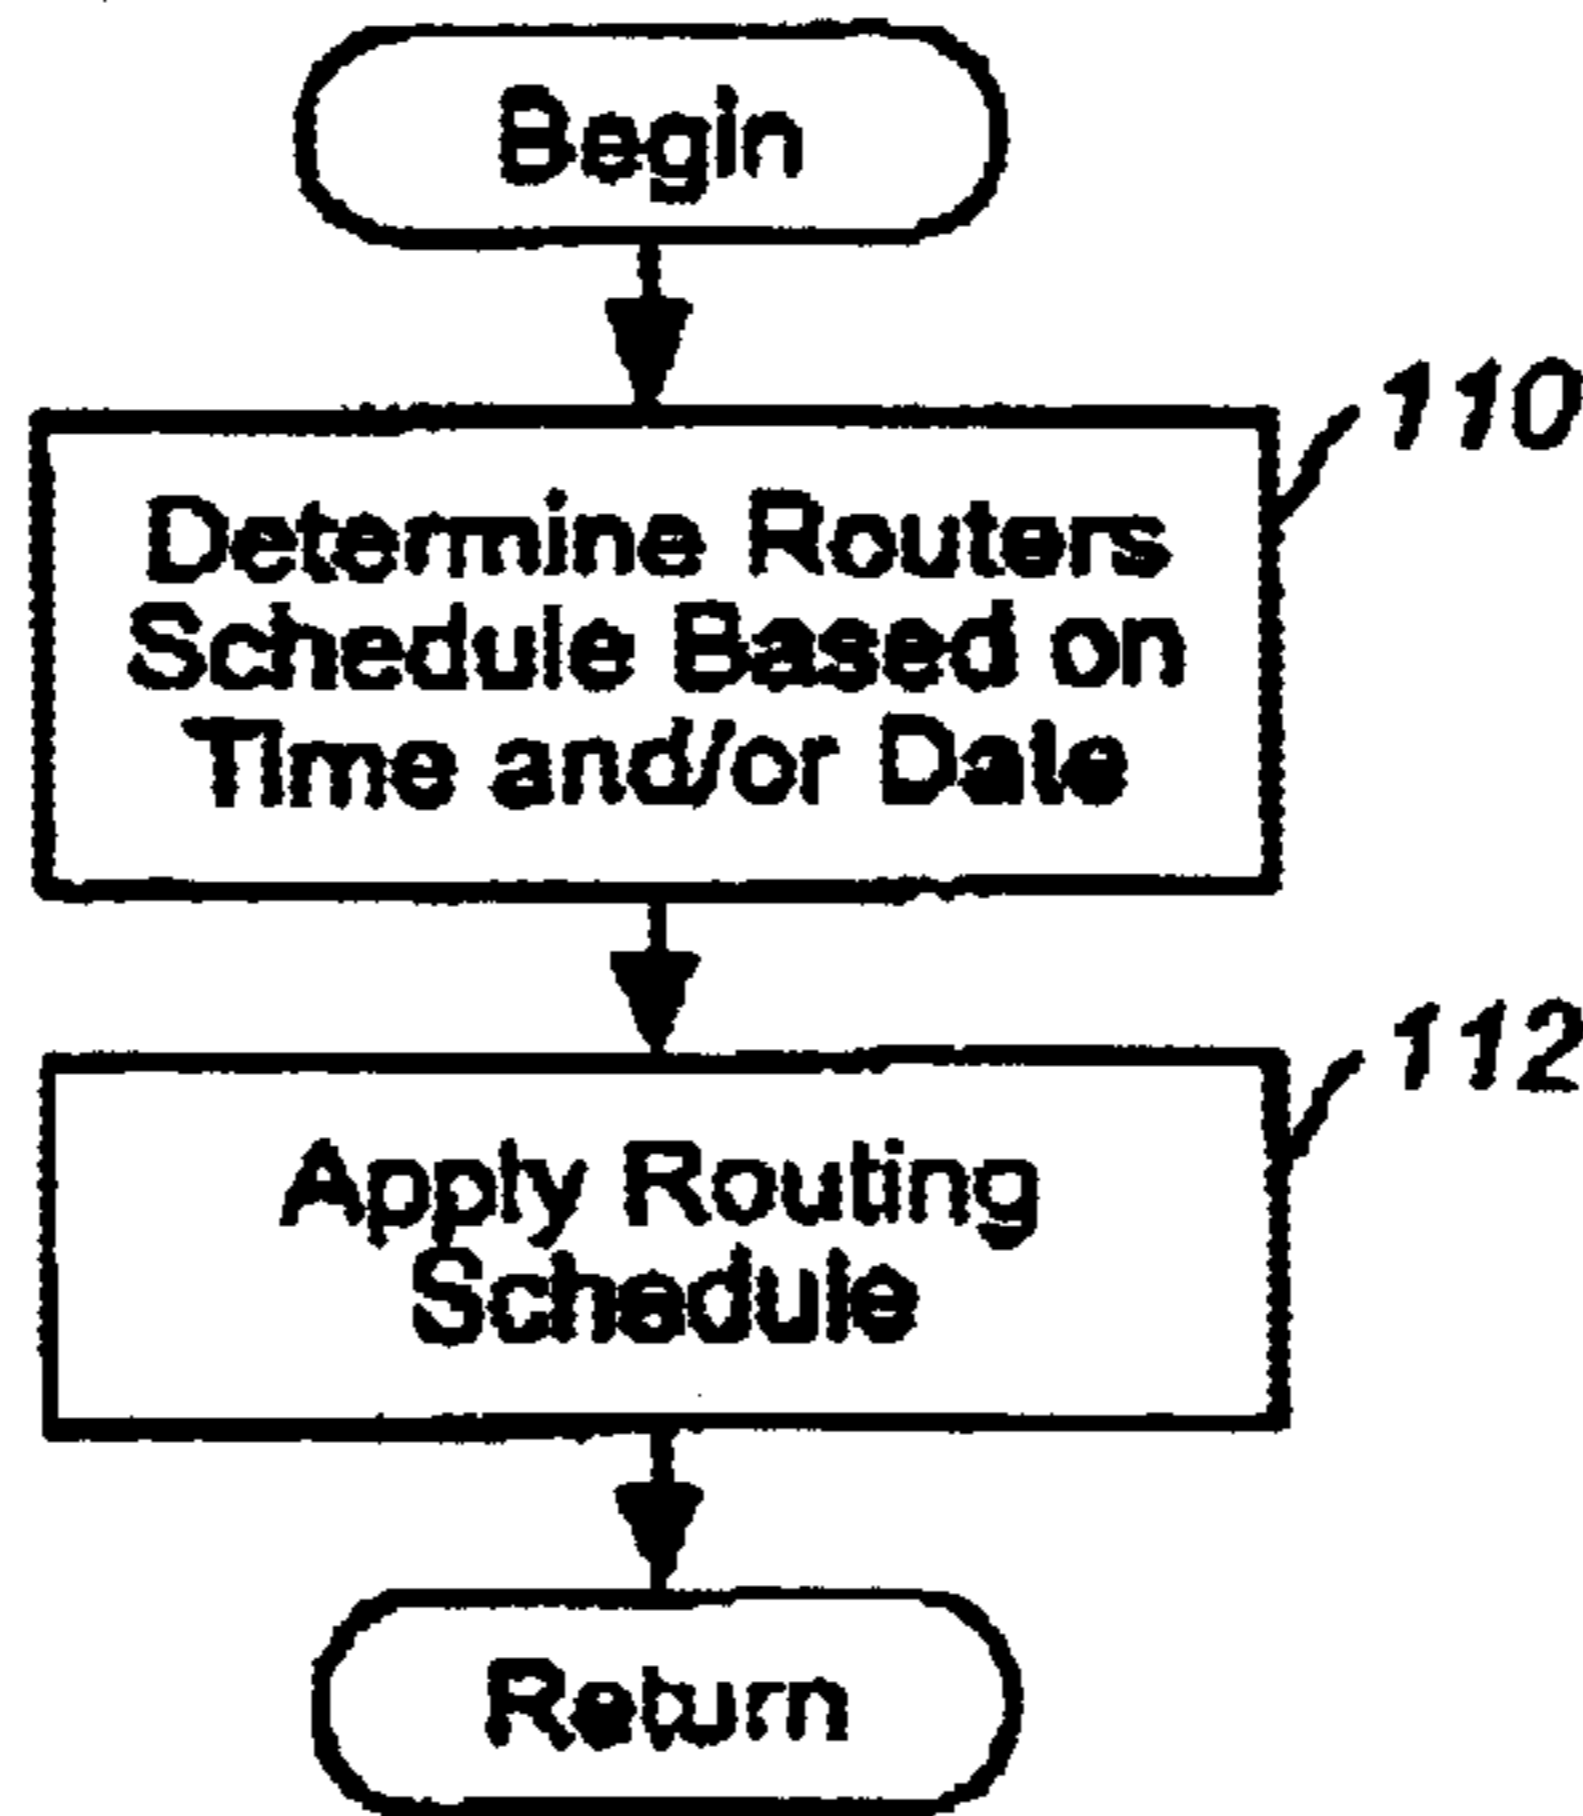 Begin
110
Determine Routers
Schedule Based on
Time and/or Date
112
Apply Routing
Schedule
Return